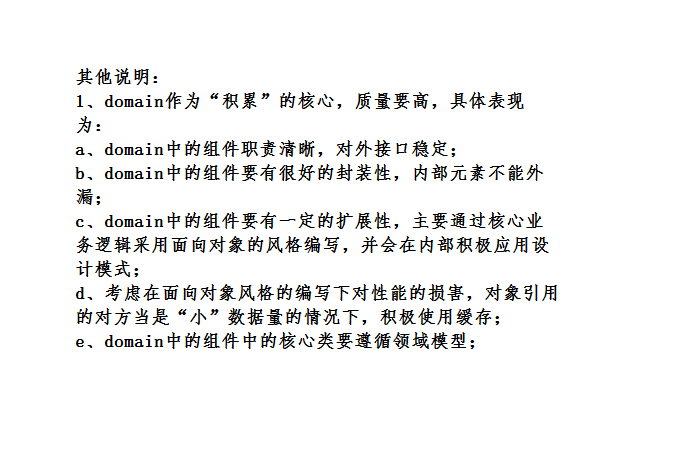 其他说明：
1、domain作为“积累”的核心，质量要高，具体表现
为：
a、domain中的组件职责清晰，对外接口稳定；
b、domain中的组件要有很好的封装性，内部元素不能外
漏；
c、domain中的组件要有一定的扩展性，主要通过核心业
务逻辑采用面向对象的风格编写，并会在内部积极应用设
计模式；
d、考虑在面向对象风格的编写下对性能的损害，对象引用
的对方当是“小”数据量的情况下，积极使用缓存；
e、domain中的组件中的核心类要遵循领域模型；